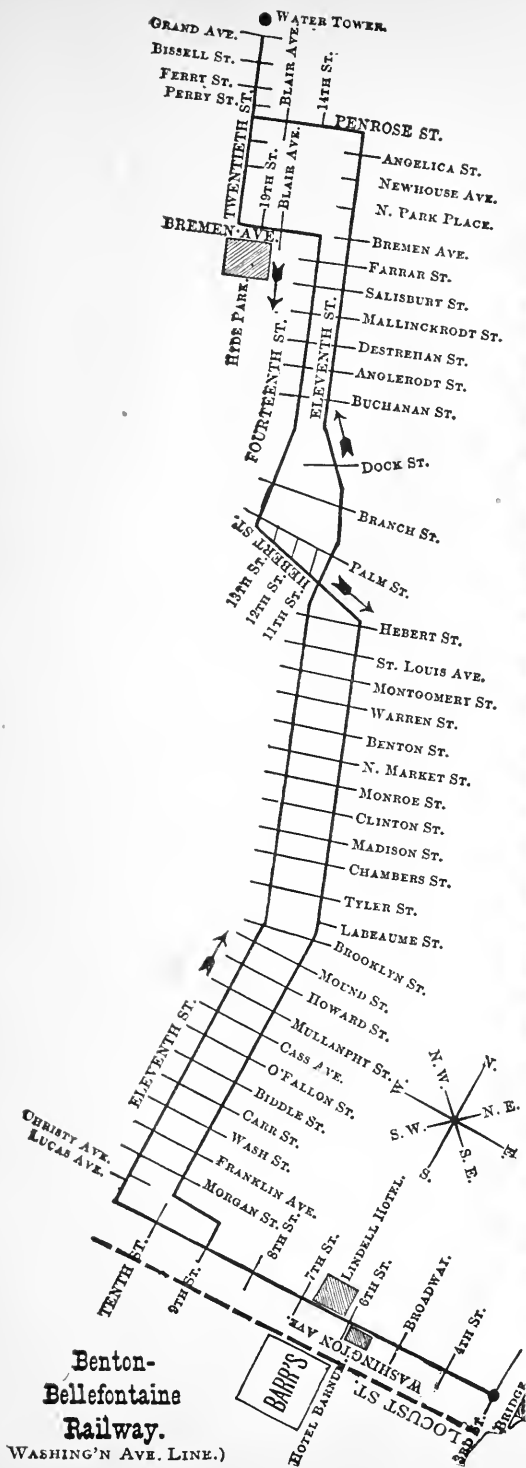 WATER TOWER.
GRAND AVE.
BISSELL ST.
FERRY ST.
PERRY ST.
BLAIR AVE.
14TH ST.
PENROSE ST.
TWENTIETH ST.
19TH ST.
BLAIR AVE.
ANGELICA ST.
NEWHOUSE AVE.
N. PARK PLACE.
BREMEN AVE.
BREMEN AVE.
HYDE PARK.
FARRAR ST.
SALISBURY ST.
MALLINCKRODT ST.
DESTREHAN ST.
ANGLERODT ST.
BUCHANAN ST.
FOURTEENTH ST.
ELEVENTH ST.
DOCK ST.
BRANCH ST.
PALM ST.
HEBERT ST.
13TH ST.
12TH ST.
11TH ST.
HEBERT ST.
ST. LOUIS AVE.
MONTGOMERY ST.
WARREN ST.
BENTON ST.
N. MARKET ST.
MONROE ST.
CLINTON ST.
MADISON ST.
CHAMBERS ST.
TYLER ST.
LABEAUME ST.
BROOKLYN ST.
MOUND ST.
HOWARD ST.
MULLANPHY ST.
CASS AVE.
O'FALLON ST.
BIDDLE ST.
CARR ST.
WASH ST.
FRANKLIN AVE.
MORGAN ST.
ELEVENTH ST.
CHRISTY AVE.
LUCAS AVE.
N.
N. E.
E.
S. E.
S.
S. W.
W.
N. W.
TENTH ST.
9TH ST.
8TH ST.
7TH ST.
LINDELL HOTEL.
6TH ST.
BROADWAY.
4TH ST.
WASHINGTON AVE.
LOCUST ST.
3RD ST.
BRIDGE
BARR'S
HOTEL BARNUM
Benton-
Bellefontaine
Railway.
(WASHING'N AVE. LINE.)